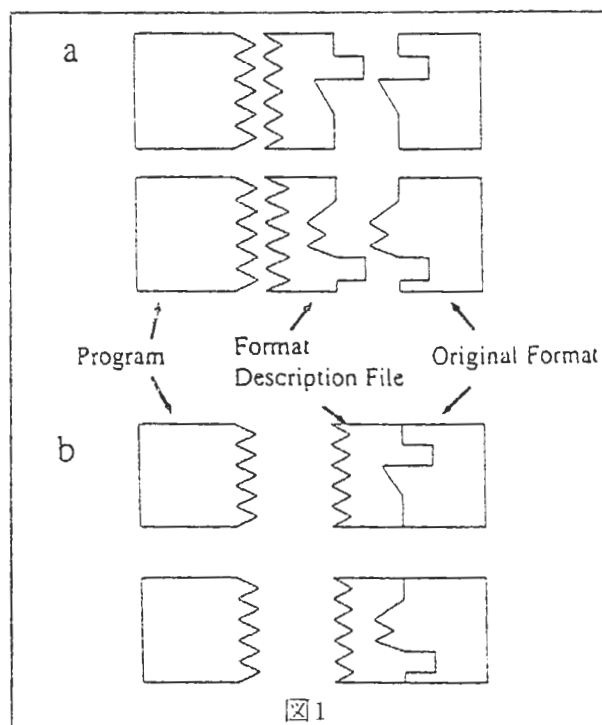 a
Program
Format
Description File
Original Format
b
図1